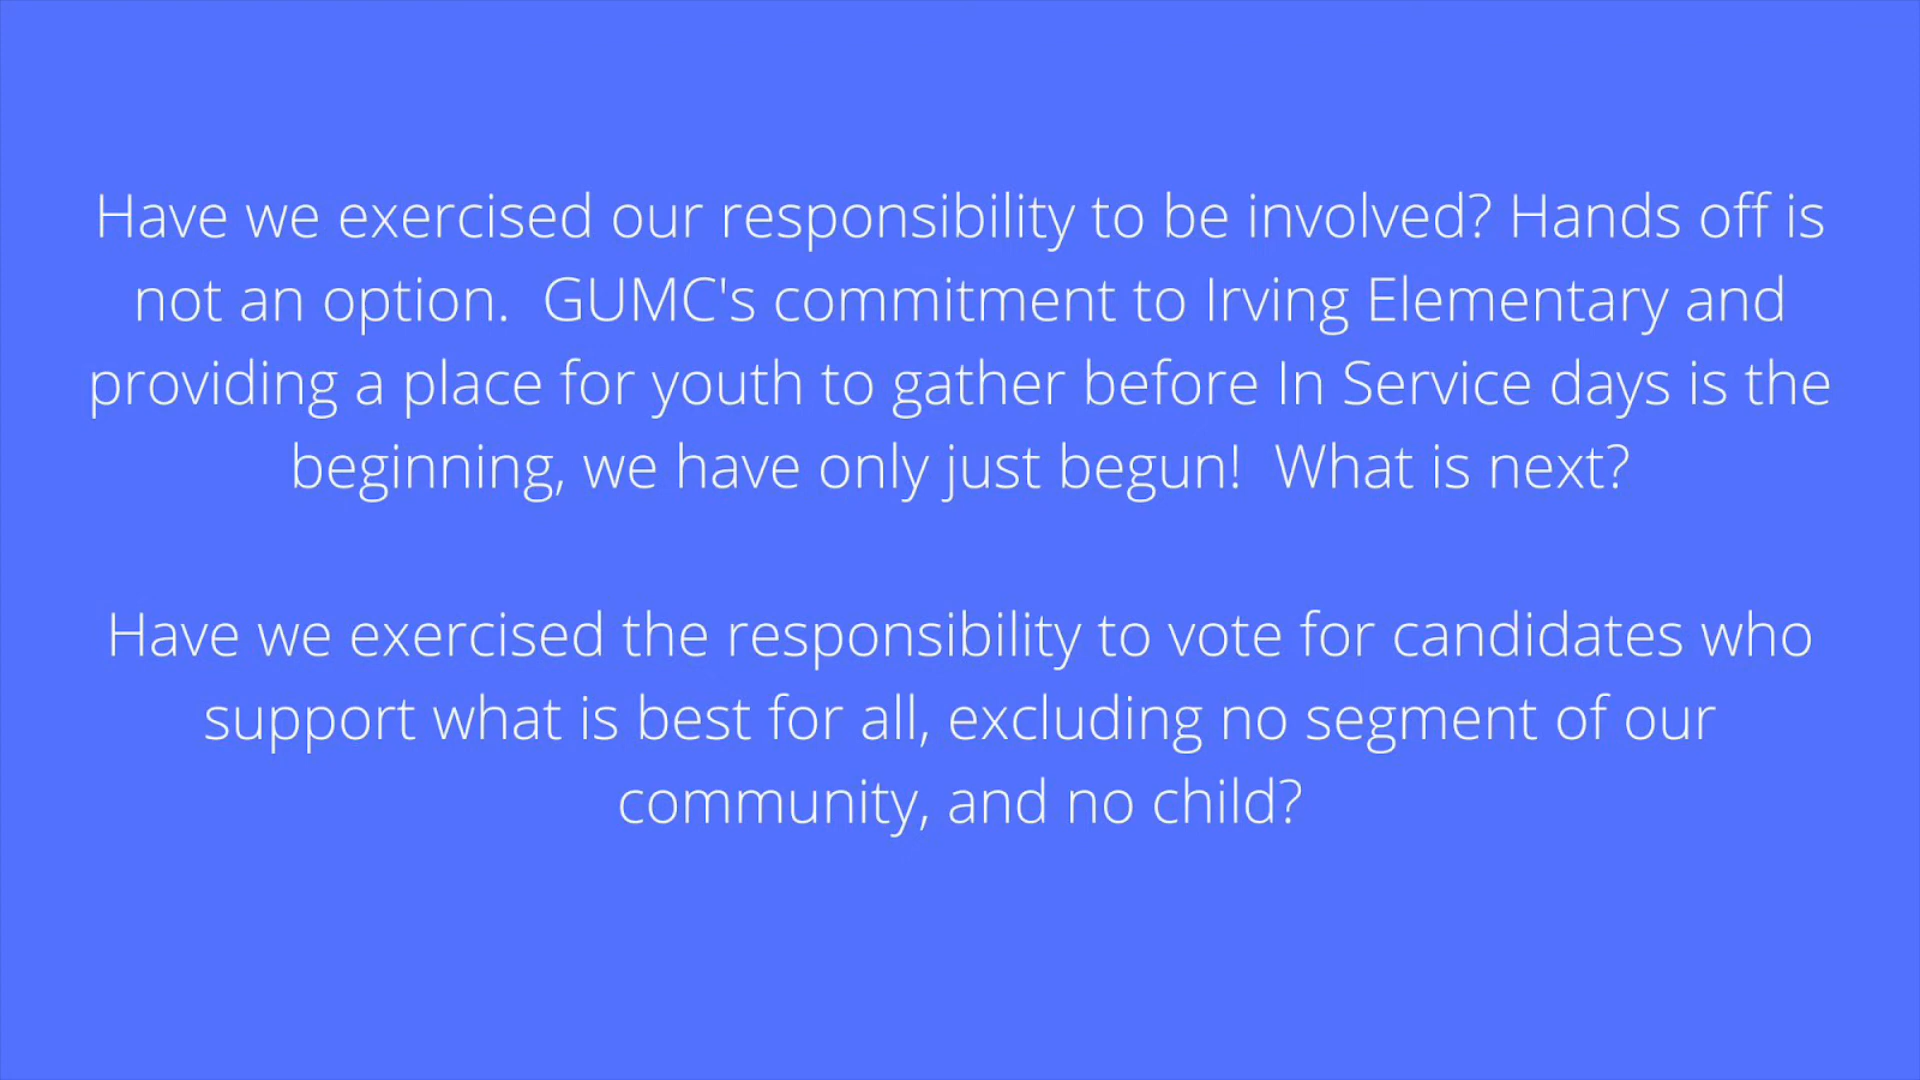 Have we exercised our responsibility to be involved? Hands off is
not an option.  GUMC's commitment to Irving Elementary and
providing a place for youth to gather before In Service days is the
beginning, we have only just begun!  What is next?
Have we exercised the responsibility to vote for candidates who
support what is best for all, excluding no segment of our
community, and no child?